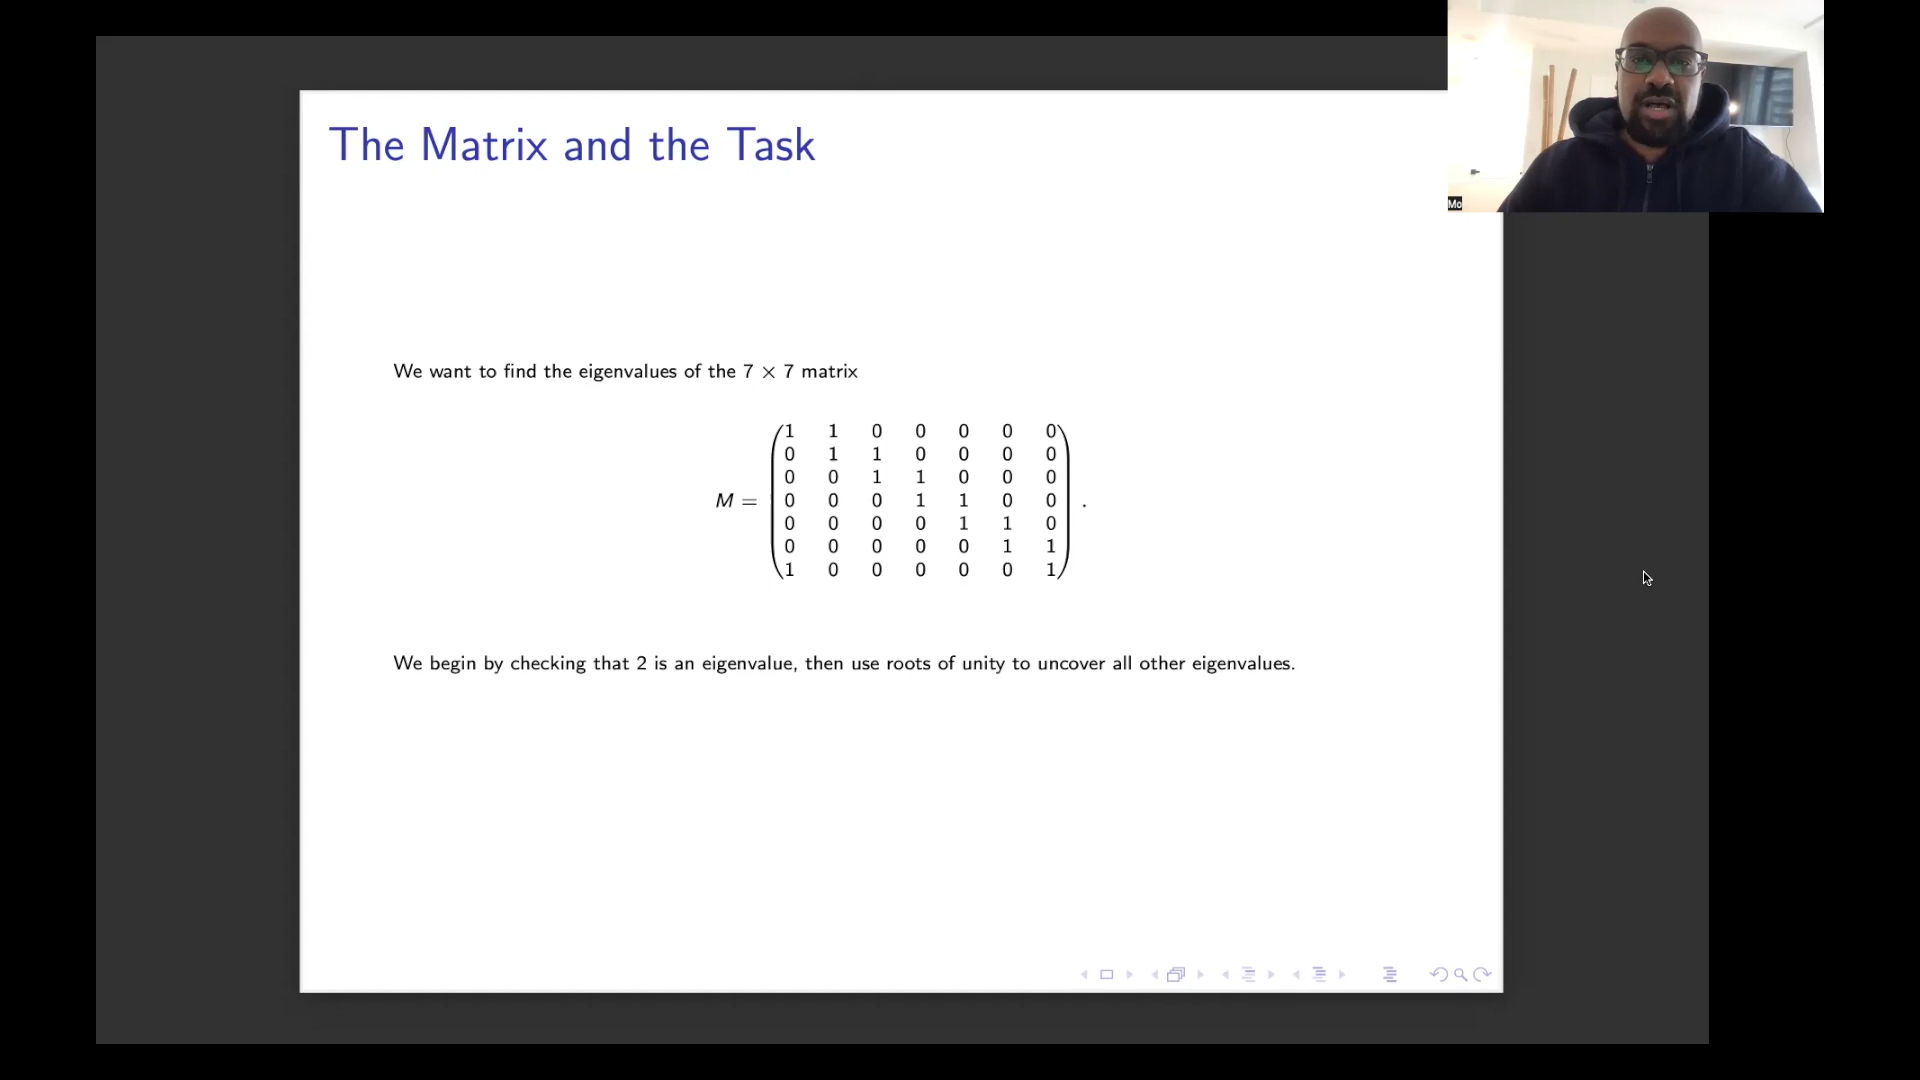 The Matrix and the Task
Mo
We want to find the eigenvalues of the 7 × 7 matrix
1 1 0 0 0 0 0
0 1 1 0 0 0 0
0 0 1 1 0 0 0
M = 0 0 0 1 1 0 0 .
0 0 0 0 1 1 0
0 0 0 0 0 1 1
1 0 0 0 0 0 1
We begin by checking that 2 is an eigenvalue, then use roots of unity to uncover all other eigenvalues.